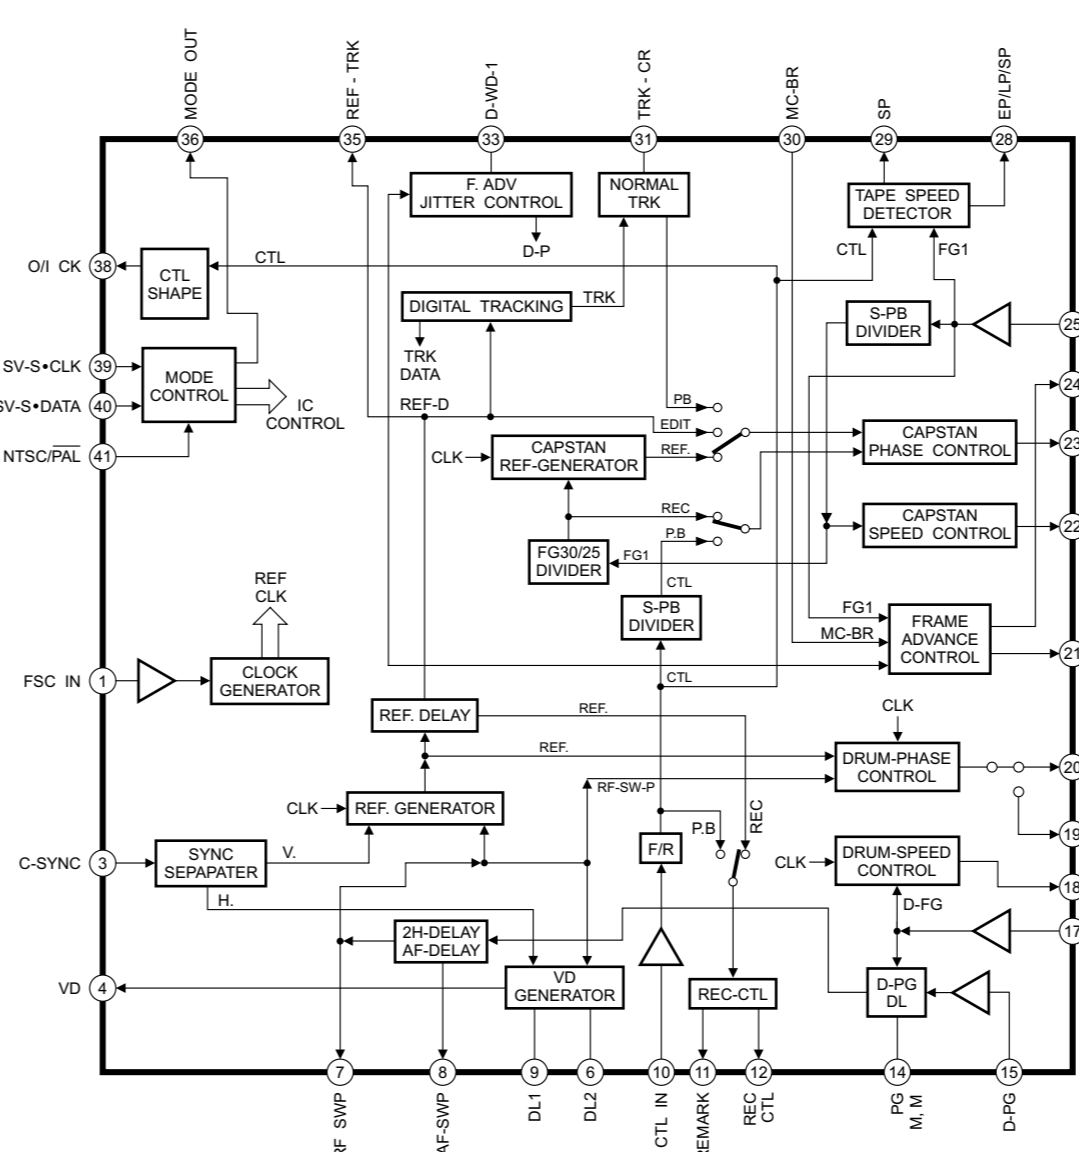 MODE OUT
REF - TRK
D-WD-1
TRK - CR
MC-BR
SP
EP/LP/SP
36
35
33
31
30
29
28
F. ADV
JITTER CONTROL
NORMAL
TRK
TAPE SPEED
DETECTOR
D-P
CTL
FG1
O/I CK
38
CTL
SHAPE
CTL
DIGITAL TRACKING
TRK
S-PB
DIVIDER
25
TRK
DATA
SV-S•CLK
39
MODE
CONTROL
24
SV-S•DATA
40
IC
CONTROL
REF-D
PB
EDIT
REF.
NTSC/PAL
41
CLK
CAPSTAN
REF-GENERATOR
CAPSTAN
PHASE CONTROL
23
REC
P.B
CAPSTAN
SPEED CONTROL
22
FG30/25
DIVIDER
FG1
CTL
REF
CLK
S-PB
DIVIDER
FG1
MC-BR
FRAME
ADVANCE
CONTROL
21
FSC IN
1
CLOCK
GENERATOR
CTL
REF. DELAY
REF.
CLK
REF.
DRUM-PHASE
CONTROL
20
RF-SW-P
CLK
REF. GENERATOR
P.B
REC
19
C-SYNC
3
SYNC
SEPAPATER
V.
F/R
CLK
DRUM-SPEED
CONTROL
18
H.
D-FG
2H-DELAY
AF-DELAY
17
VD
4
VD
GENERATOR
REC-CTL
D-PG
DL
7
8
9
6
10
11
12
14
15
RF SWP
AF-SWP
DL1
DL2
CTL IN
REMARK
REC
CTL
PG
M, M
D-PG